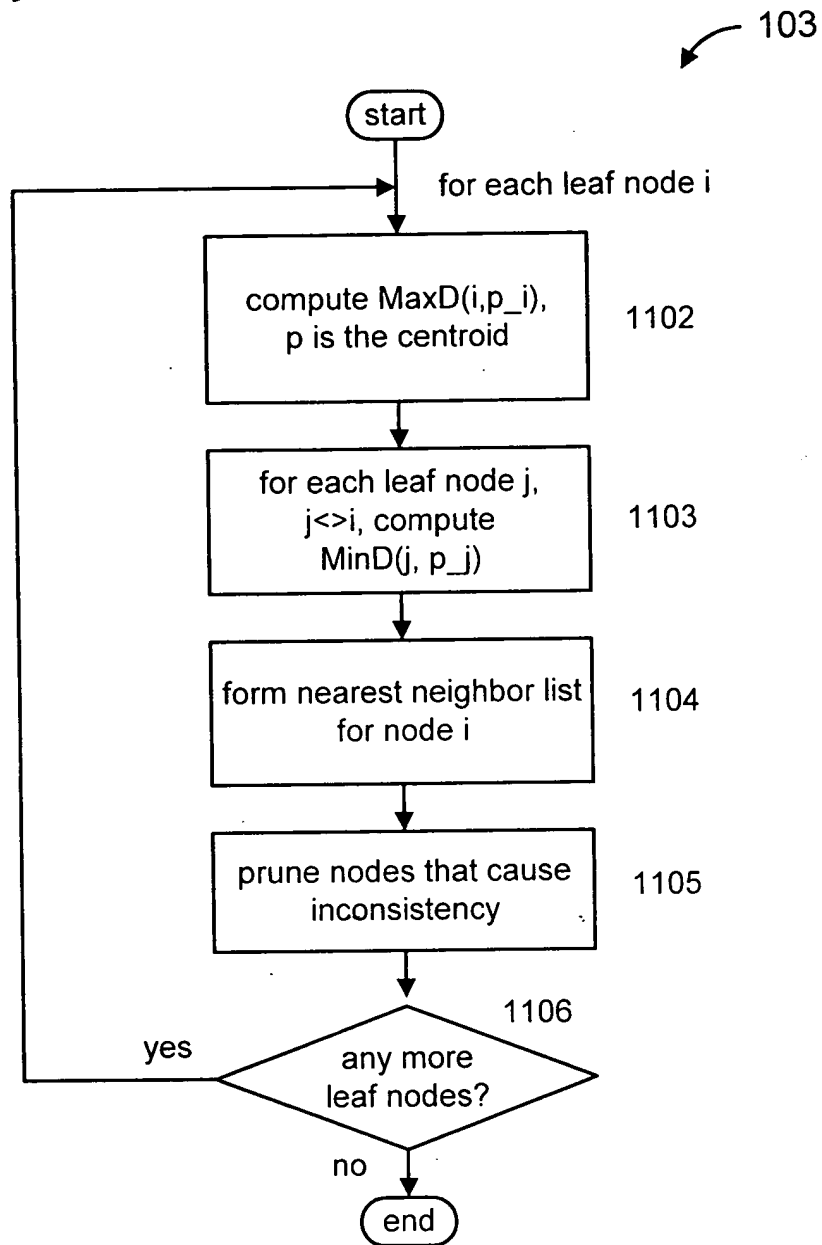 103
start
for each leaf node i
compute MaxD(i,p_i),
p is the centroid
1102
for each leaf node j,
j<>i, compute
MinD(j, p_j)
1103
form nearest neighbor list
for node i
1104
prune nodes that cause
inconsistency
1105
1106
yes
any more
leaf nodes?
no
end